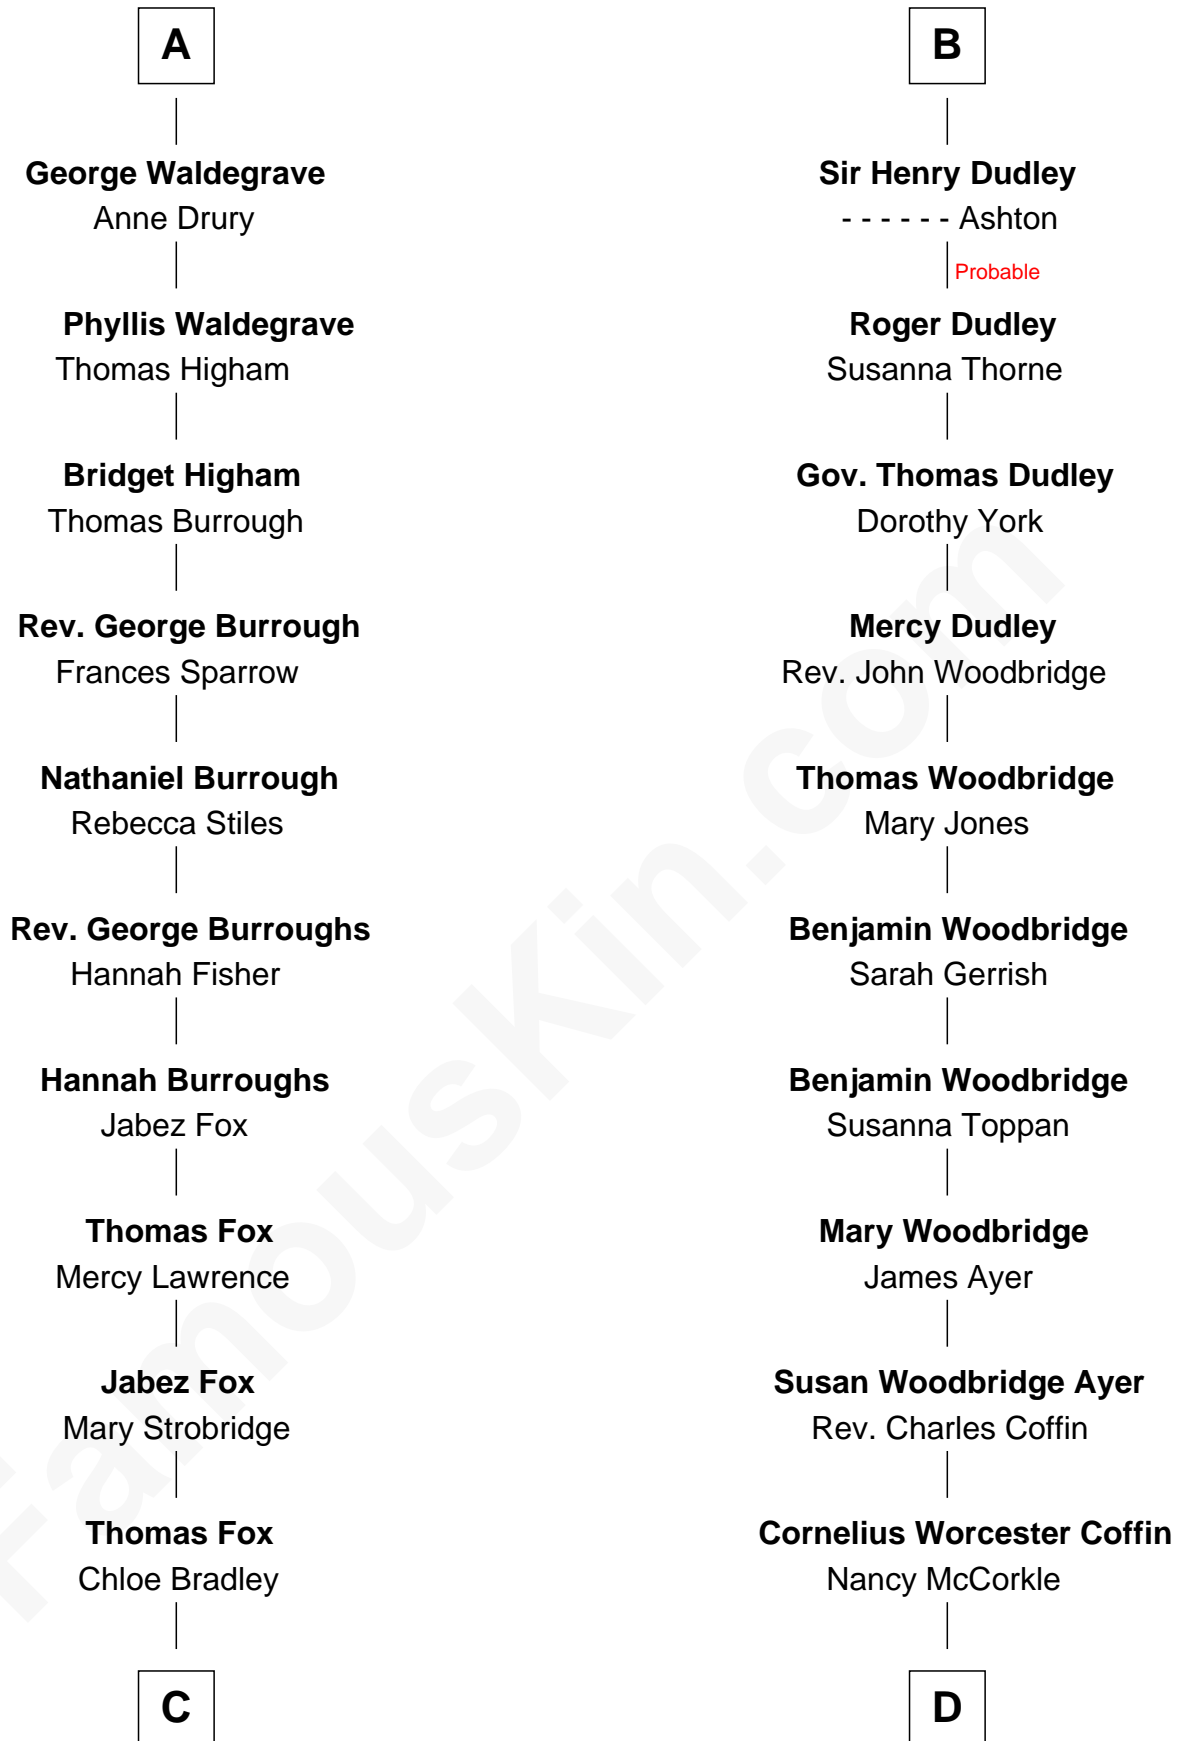 A
George Waldegrave
Anne Drury
Phyllis Waldegrave
Thomas Higham
Bridget Higham
Thomas Burrough
Rev. George Burrough
Frances Sparrow
Nathaniel Burrough
Rebecca Stiles
Rev. George Burroughs
Hannah Fisher
Hannah Burroughs
Jabez Fox
Thomas Fox
Mercy Lawrence
Jabez Fox
Mary Strobridge
Thomas Fox
Chloe Bradley
C
B
Sir Henry Dudley
- - - - - - Ashton
Probable
Roger Dudley
Susanna Thorne
Gov. Thomas Dudley
Dorothy York
Mercy Dudley
Rev. John Woodbridge
Thomas Woodbridge
Mary Jones
Benjamin Woodbridge
Sarah Gerrish
Benjamin Woodbridge
Susanna Toppan
Mary Woodbridge
James Ayer
Susan Woodbridge Ayer
Rev. Charles Coffin
Cornelius Worcester Coffin
Nancy McCorkle
D
FamousKin.com